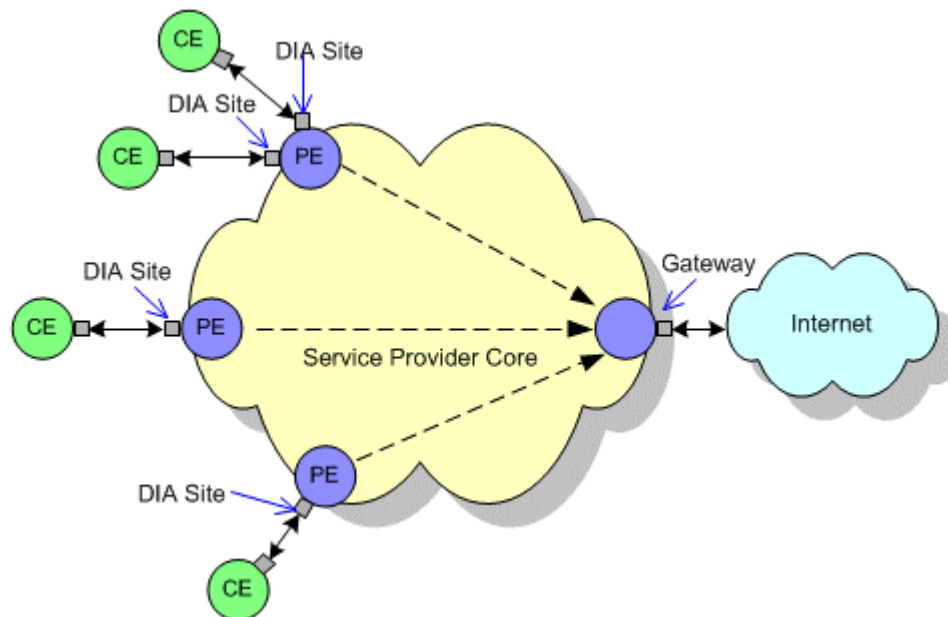 CE
DIA Site
DIA Site
CE
PE
DIA Site
Gateway
CE
PE
Internet
Service Provider Core
PE
DIA Site
CE